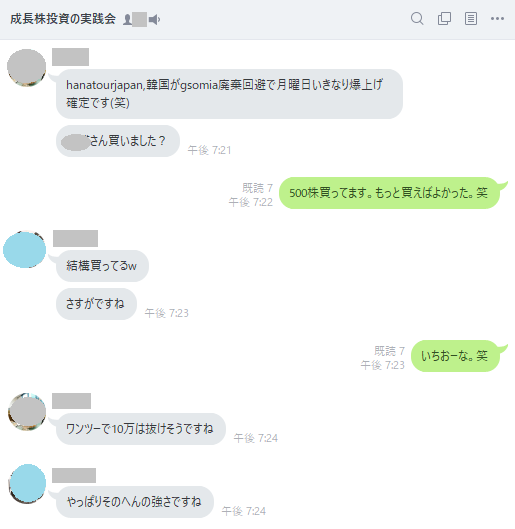 成長株投資の実践会
hanatourjapan,韓国がgsomia廃棄回避で月曜日いきなり爆上げ
確定です(笑)
さん買いました？
午後 7:21
既読 7
午後 7:22
500株買ってます。もっと買えばよかった。笑
結構買ってるw
さすがですね
午後 7:23
既読 7
午後 7:23
いちおーな。笑
ワンツーで10万は抜けそうですね
午後 7:24
やっぱりそのへんの強さですね
午後 7:24